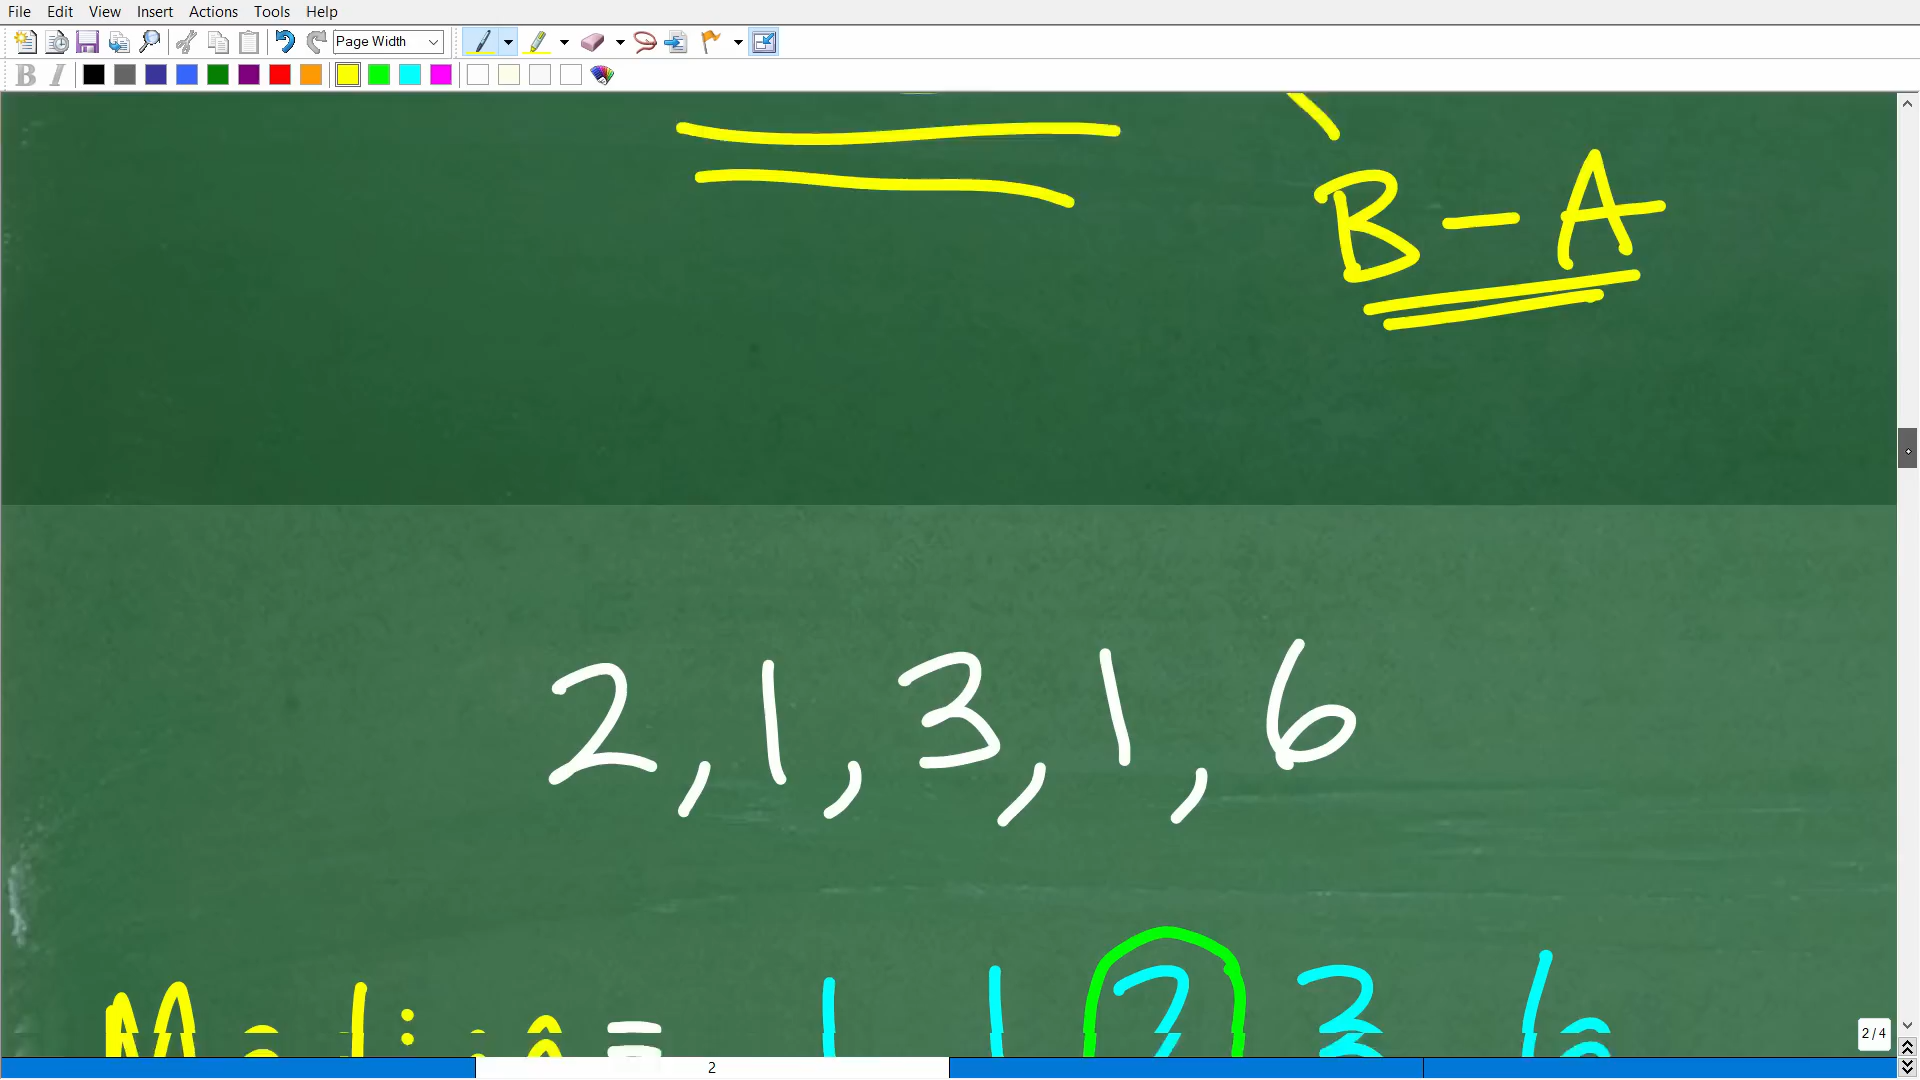 File Edit View Insert Actions Tools Help
Page Width
B I
B - A
2, 1, 3, 1, 6
Median = 1 1 2 3 6
2 / 4
2